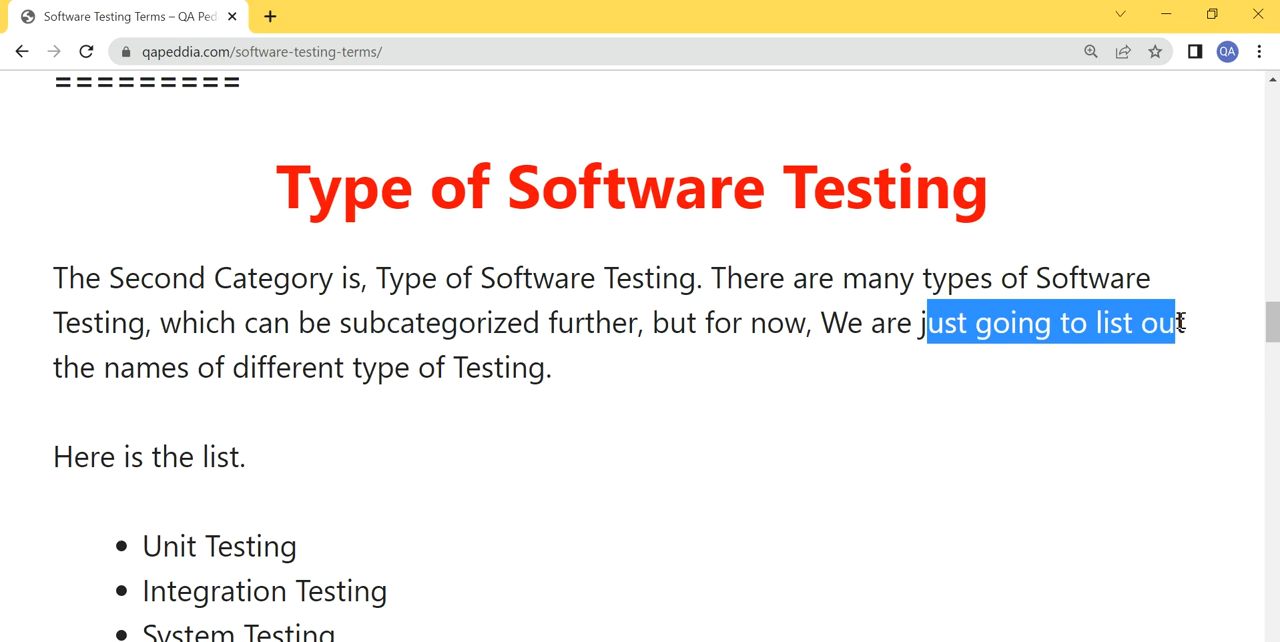 Software Testing Terms – QA Ped
qapeddia.com/software-testing-terms/
QA
=========
Type of Software Testing
The Second Category is, Type of Software Testing. There are many types of Software
Testing, which can be subcategorized further, but for now, We are just going to list out
the names of different type of Testing.
Here is the list.
• Unit Testing
• Integration Testing
• System Testing